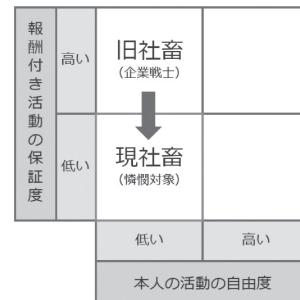 報酬付き活動の保証度
高い
旧社畜
(企業戦士)
低い
現社畜
(憐憫対象)
低い
高い
本人の活動の自由度